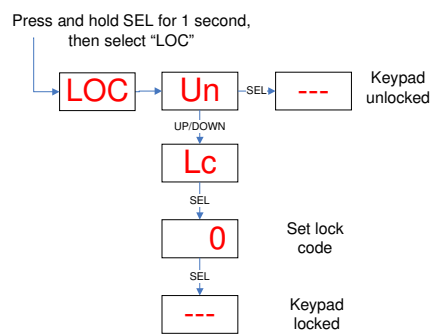 Press and hold SEL for 1 second,
then select “LOC”
LOC
Un
SEL
---
Keypad
unlocked
UP/DOWN
Lc
SEL
0
Set lock
code
SEL
---
Keypad
locked